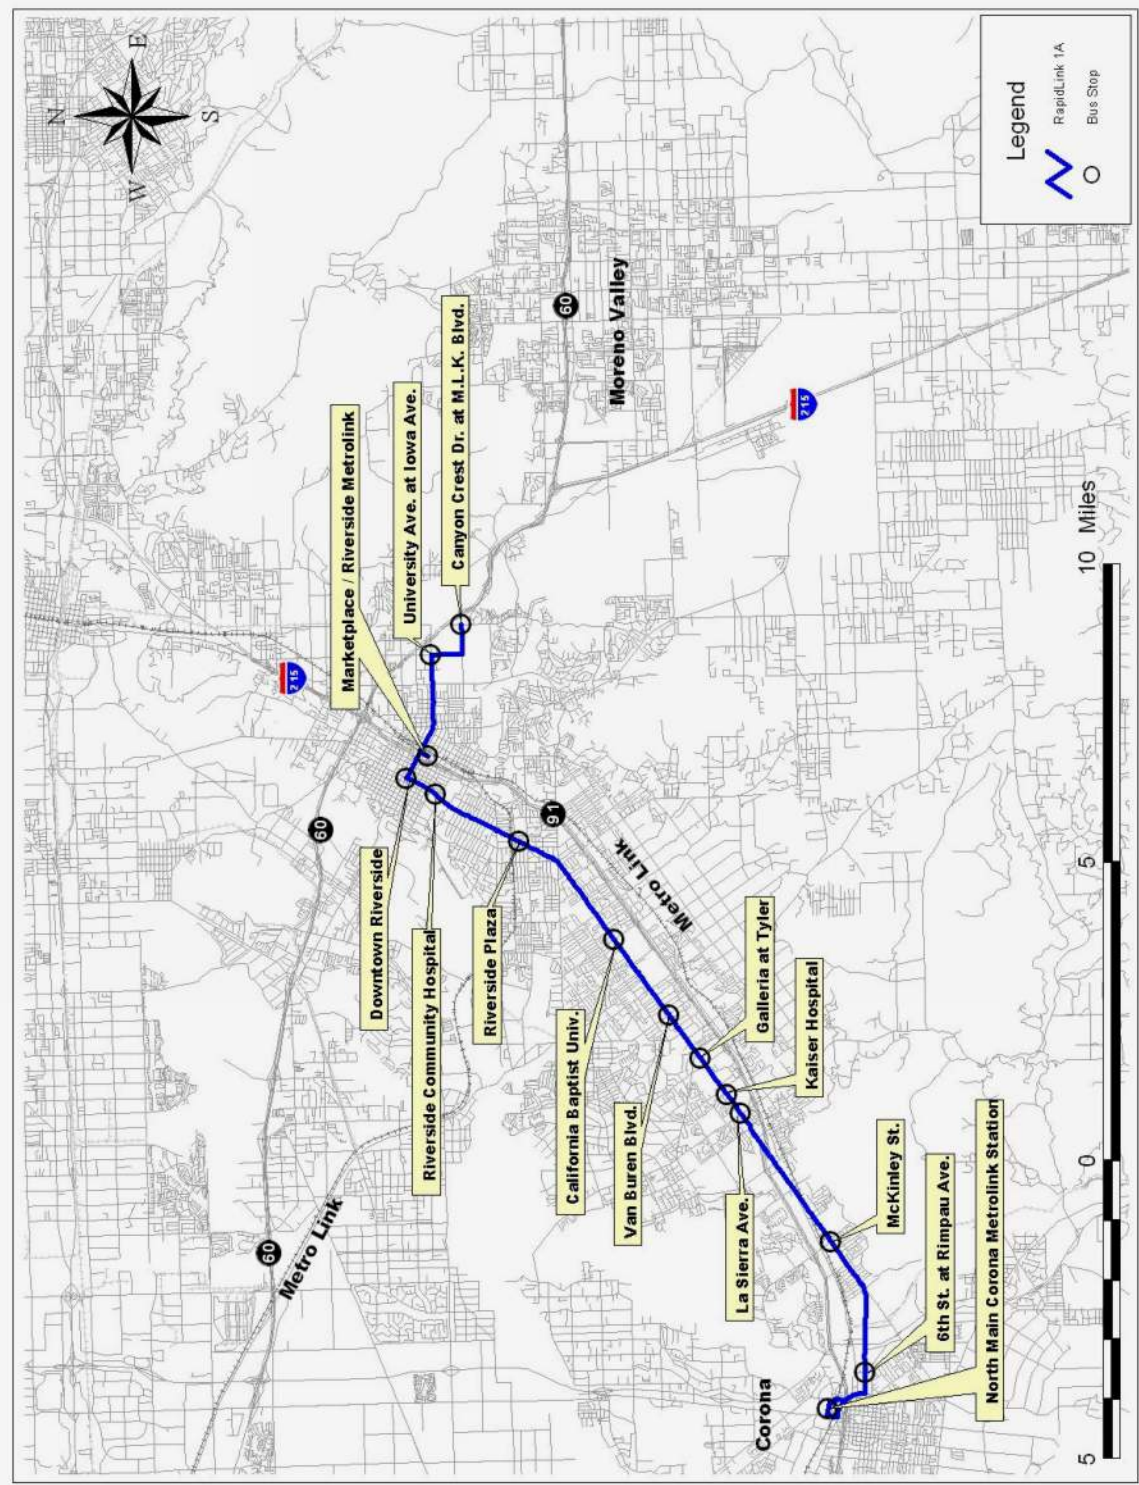 N
E
W
S
215
60
60
60
91
215
Marketplace / Riverside Metrolink
University Ave. at Iowa Ave.
Canyon Crest Dr. at M.L.K. Blvd.
Moreno Valley
Downtown Riverside
Riverside Community Hospital
Riverside Plaza
California Baptist Univ.
Van Buren Blvd.
La Sierra Ave.
Metro Link
Metro Link
Galleria at Tyler
Kaiser Hospital
McKinley St.
6th St. at Rimpau Ave.
North Main Corona Metrolink Station
Corona
5 0 5 10 Miles
Legend
RapidLink 1A
Bus Stop